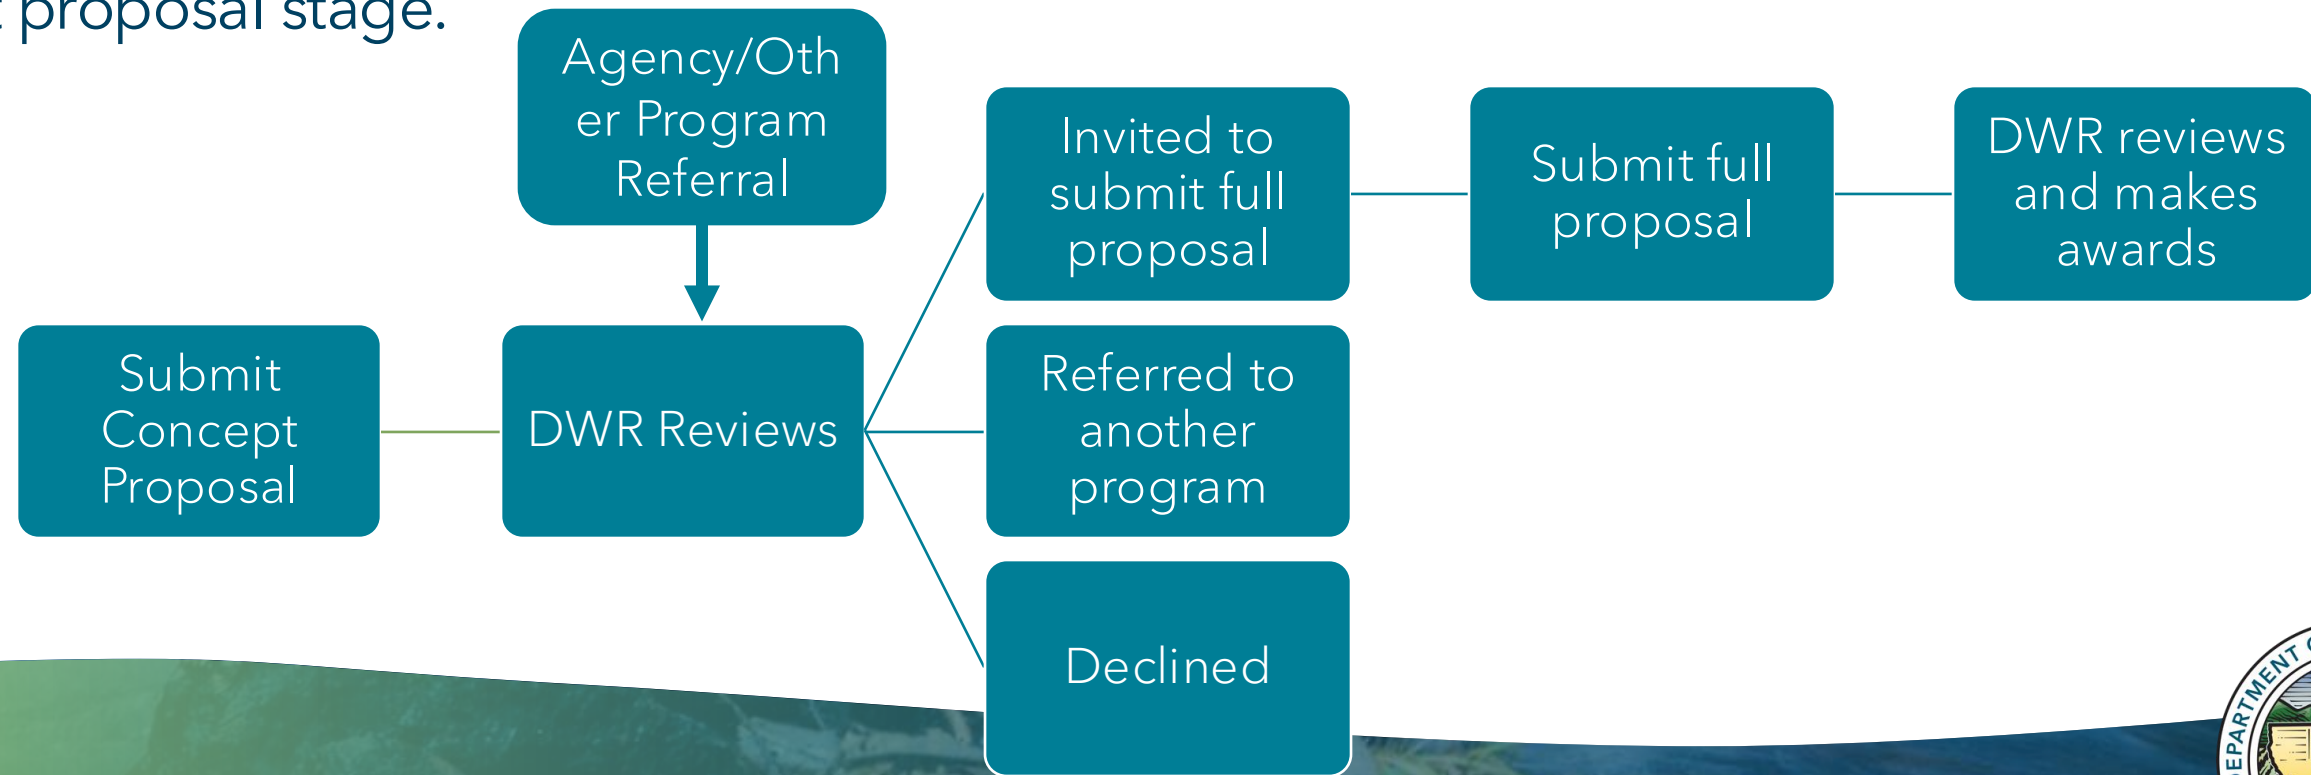 proposal stage.
Agency/Oth
er Program
Referral
Invited to
submit full
proposal
Submit full
proposal
DWR reviews
and makes
awards
Submit
Concept
Proposal
DWR Reviews
Referred to
another
program
Declined
DEPARTMENT